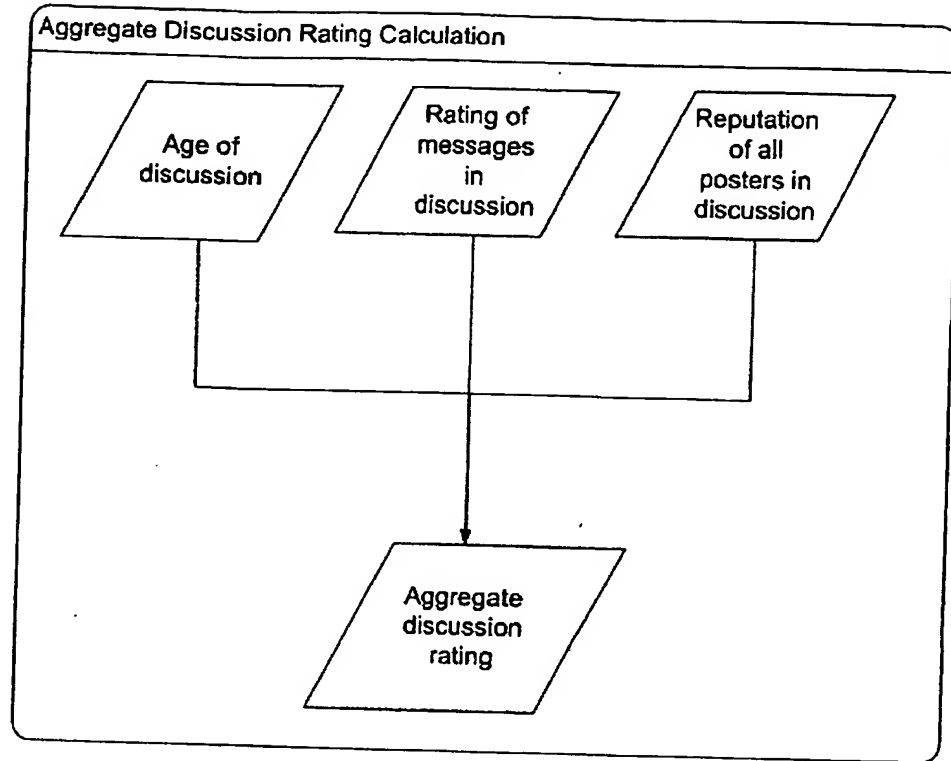 Aggregate Discussion Rating Calculation
Age of
discussion
Rating of
messages
in
discussion
Reputation
of all
posters in
discussion
Aggregate
discussion
rating